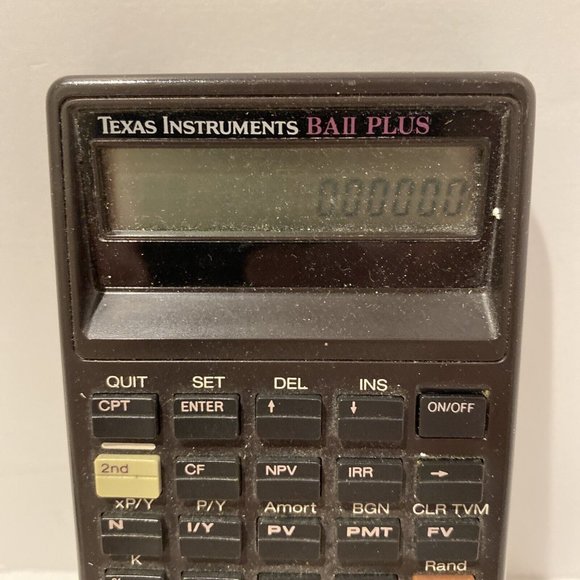 TEXAS INSTRUMENTS BAII PLUS
000000
QUIT SET DEL INS
CPT ENTER ↑ ↓ ON/OFF
2nd CF NPV IRR →
xP/Y P/Y Amort BGN CLR TVM
N I/Y PV PMT FV
K Rand
%